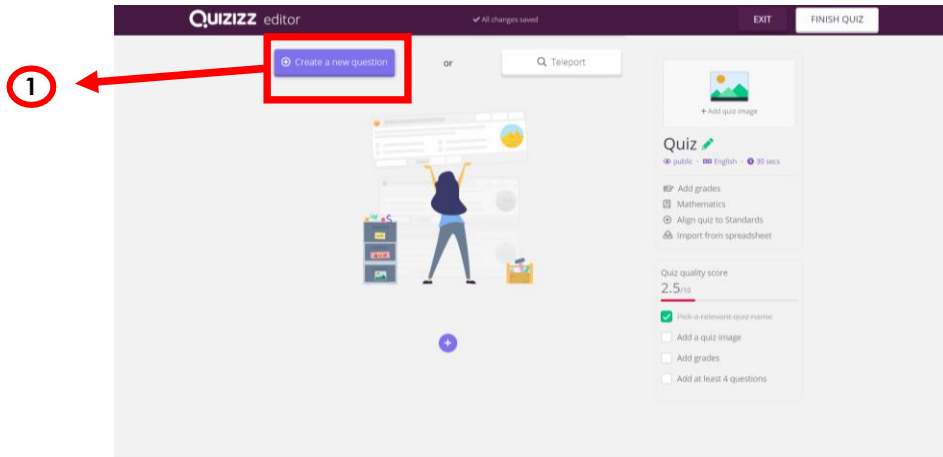 QUIZIZZ editor
✔ All changes saved
EXIT
FINISH QUIZ
1
Create a new question
or
Teleport
+ Add quiz image
Quiz
public - English - 30 secs
Add grades
Mathematics
Align quiz to Standards
Import from spreadsheet
Quiz quality score
2.5/10
Pick a relevant quiz name
Add a quiz image
Add grades
Add at least 4 questions